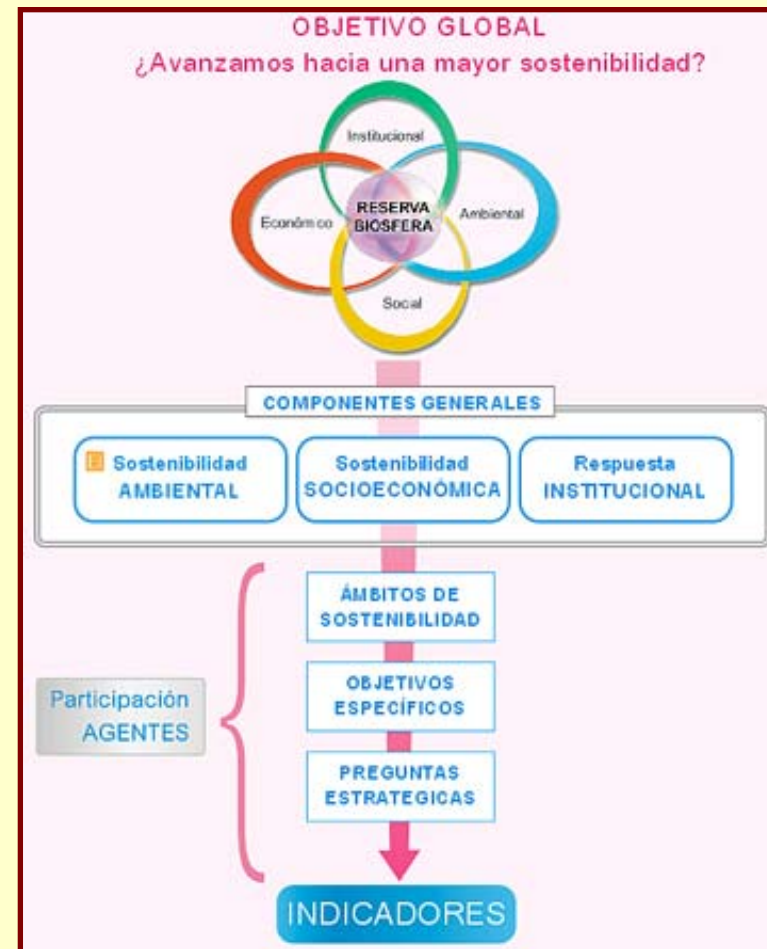 OBJETIVO GLOBAL
¿Avanzamos hacia una mayor sostenibilidad?
Institucional
Económico
RESERVA
BIOSFERA
Ambiental
Social
COMPONENTES GENERALES
Sostenibilidad
AMBIENTAL
Sostenibilidad
SOCIOECONÓMICA
Respuesta
INSTITUCIONAL
ÁMBITOS DE
SOSTENIBILIDAD
OBJETIVOS
ESPECÍFICOS
Participación
AGENTES
PREGUNTAS
ESTRATEGICAS
INDICADORES